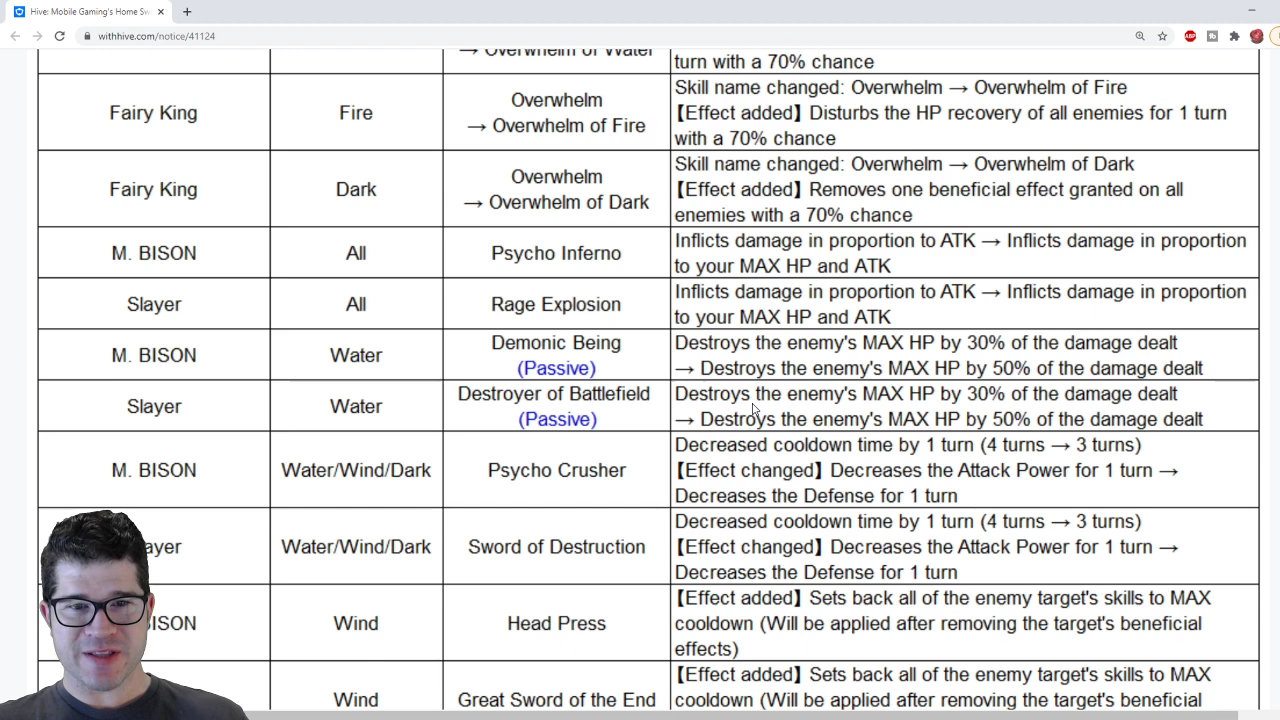 Hive: Mobile Gaming's Home Sw
withhive.com/notice/41124
→ Overwhelm of Water
turn with a 70% chance
Fairy King
Fire
Overwhelm
→ Overwhelm of Fire
Skill name changed: Overwhelm → Overwhelm of Fire
【Effect added】 Disturbs the HP recovery of all enemies for 1 turn
with a 70% chance
Fairy King
Dark
Overwhelm
→ Overwhelm of Dark
Skill name changed: Overwhelm → Overwhelm of Dark
【Effect added】 Removes one beneficial effect granted on all
enemies with a 70% chance
M. BISON
All
Psycho Inferno
Inflicts damage in proportion to ATK → Inflicts damage in proportion
to your MAX HP and ATK
Slayer
All
Rage Explosion
Inflicts damage in proportion to ATK → Inflicts damage in proportion
to your MAX HP and ATK
M. BISON
Water
Demonic Being
(Passive)
Destroys the enemy's MAX HP by 30% of the damage dealt
→ Destroys the enemy's MAX HP by 50% of the damage dealt
Slayer
Water
Destroyer of Battlefield
(Passive)
Destroys the enemy's MAX HP by 30% of the damage dealt
→ Destroys the enemy's MAX HP by 50% of the damage dealt
M. BISON
Water/Wind/Dark
Psycho Crusher
Decreased cooldown time by 1 turn (4 turns → 3 turns)
【Effect changed】 Decreases the Attack Power for 1 turn →
Decreases the Defense for 1 turn
ayer
Water/Wind/Dark
Sword of Destruction
Decreased cooldown time by 1 turn (4 turns → 3 turns)
【Effect changed】 Decreases the Attack Power for 1 turn →
Decreases the Defense for 1 turn
ISON
Wind
Head Press
【Effect added】 Sets back all of the enemy target's skills to MAX
cooldown (Will be applied after removing the target's beneficial
effects)
Wind
Great Sword of the End
【Effect added】 Sets back all of the enemy target's skills to MAX
cooldown (Will be applied after removing the target's beneficial
ABP